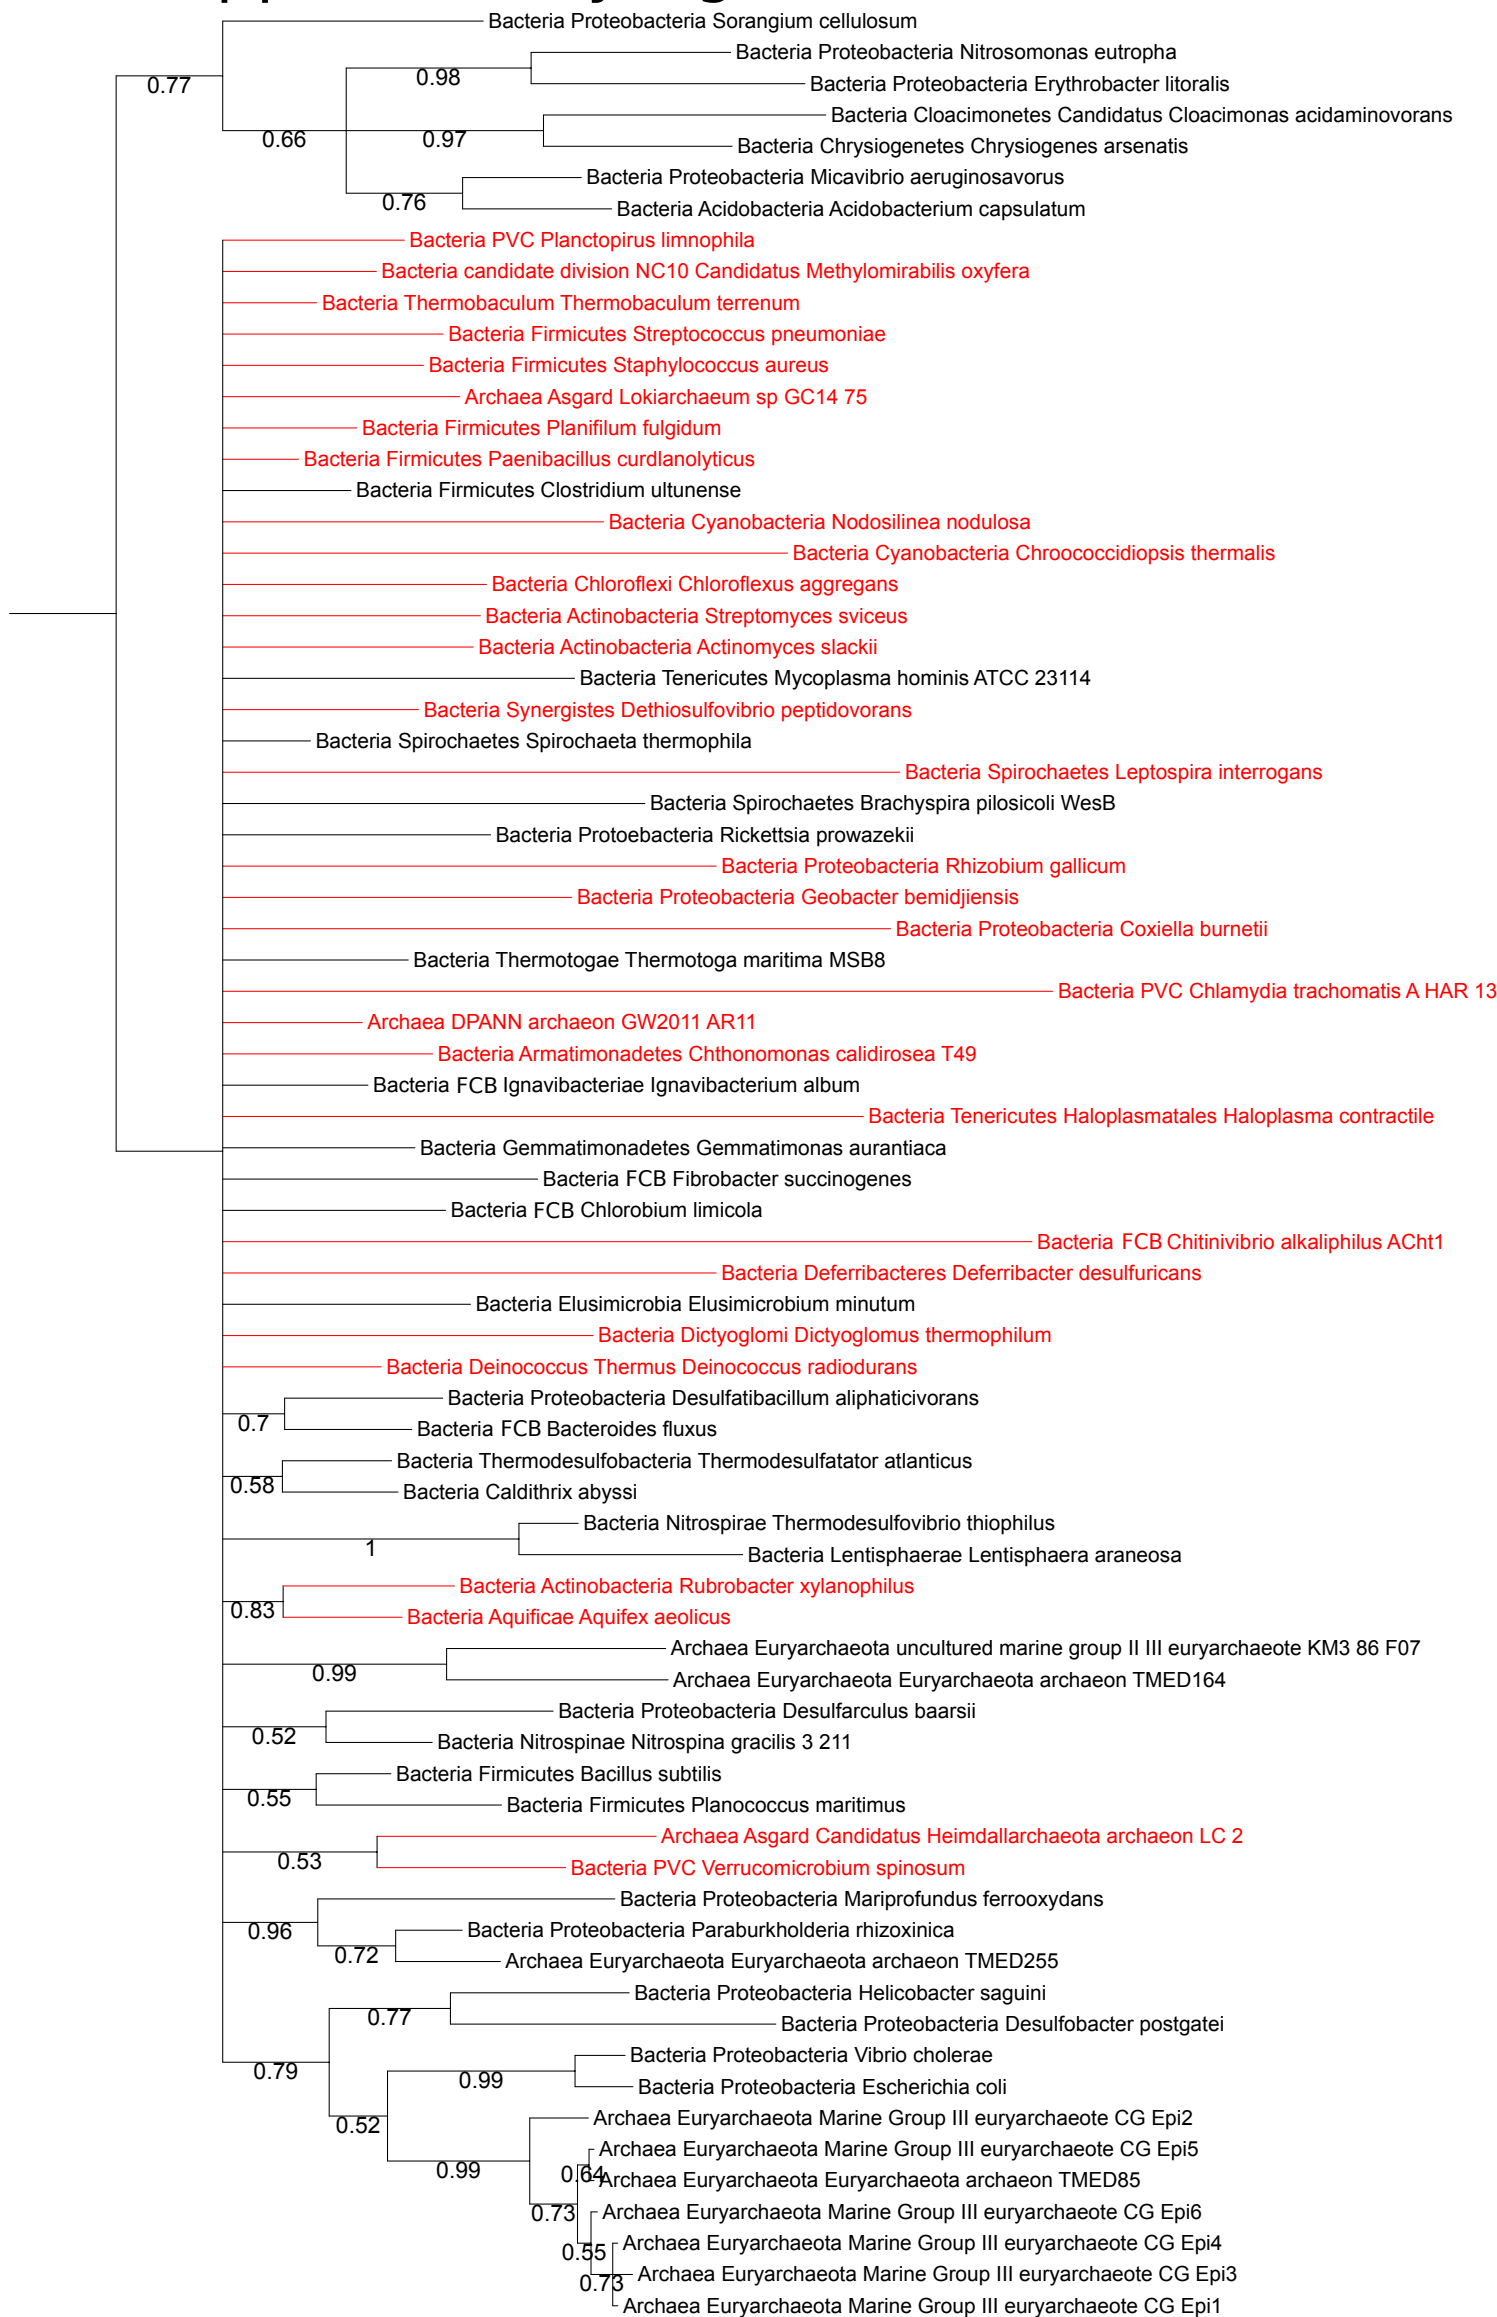 Bacteria Proteobacteria Sorangium cellulosum
Bacteria Proteobacteria Nitrosomonas eutropha
0.98
0.77
Bacteria Proteobacteria Erythrobacter litoralis
Bacteria Cloacimonetes Candidatus Cloacimonas acidaminovorans
0.66
0.97
Bacteria Chrysiogenetes Chrysiogenes arsenatis
Bacteria Proteobacteria Micavibrio aeruginosavorus
0.76
Bacteria Acidobacteria Acidobacterium capsulatum
Bacteria PVC Planctopirus limnophila
Bacteria candidate division NC10 Candidatus Methylomirabilis oxyfera
Bacteria Thermobaculum Thermobaculum terrenum
Bacteria Firmicutes Streptococcus pneumoniae
Bacteria Firmicutes Staphylococcus aureus
Archaea Asgard Lokiarchaeum sp GC14 75
Bacteria Firmicutes Planifilum fulgidum
Bacteria Firmicutes Paenibacillus curdlanolyticus
Bacteria Firmicutes Clostridium ultunense
Bacteria Cyanobacteria Nodosilinea nodulosa
Bacteria Cyanobacteria Chroococcidiopsis thermalis
Bacteria Chloroflexi Chloroflexus aggregans
Bacteria Actinobacteria Streptomyces sviceus
Bacteria Actinobacteria Actinomyces slackii
Bacteria Tenericutes Mycoplasma hominis ATCC 23114
Bacteria Synergistes Dethiosulfovibrio peptidovorans
Bacteria Spirochaetes Spirochaeta thermophila
Bacteria Spirochaetes Leptospira interrogans
Bacteria Spirochaetes Brachyspira pilosicoli WesB
Bacteria Protoebacteria Rickettsia prowazekii
Bacteria Proteobacteria Rhizobium gallicum
Bacteria Proteobacteria Geobacter bemidjiensis
Bacteria Proteobacteria Coxiella burnetii
Bacteria Thermotogae Thermotoga maritima MSB8
Bacteria PVC Chlamydia trachomatis A HAR 13
Archaea DPANN archaeon GW2011 AR11
Bacteria Armatimonadetes Chthonomonas calidirosea T49
Bacteria FCB Ignavibacteriae Ignavibacterium album
Bacteria Tenericutes Haloplasmatales Haloplasma contractile
Bacteria Gemmatimonadetes Gemmatimonas aurantiaca
Bacteria FCB Fibrobacter succinogenes
Bacteria FCB Chlorobium limicola
Bacteria FCB Chitinivibrio alkaliphilus ACht1
Bacteria Deferribacteres Deferribacter desulfuricans
Bacteria Elusimicrobia Elusimicrobium minutum
Bacteria Dictyoglomi Dictyoglomus thermophilum
Bacteria Deinococcus Thermus Deinococcus radiodurans
Bacteria Proteobacteria Desulfatibacillum aliphaticivorans
0.7
Bacteria FCB Bacteroides fluxus
Bacteria Thermodesulfobacteria Thermodesulfatator atlanticus
0.58
Bacteria Caldithrix abyssi
Bacteria Nitrospirae Thermodesulfovibrio thiophilus
1
Bacteria Lentisphaerae Lentisphaera araneosa
Bacteria Actinobacteria Rubrobacter xylanophilus
0.83
Bacteria Aquificae Aquifex aeolicus
Archaea Euryarchaeota uncultured marine group II III euryarchaeote KM3 86 F07
0.99
Archaea Euryarchaeota Euryarchaeota archaeon TMED164
Bacteria Proteobacteria Desulfarculus baarsii
0.52
Bacteria Nitrospinae Nitrospina gracilis 3 211
Bacteria Firmicutes Bacillus subtilis
0.55
Bacteria Firmicutes Planococcus maritimus
Archaea Asgard Candidatus Heimdallarchaeota archaeon LC 2
0.53
Bacteria PVC Verrucomicrobium spinosum
Bacteria Proteobacteria Mariprofundus ferrooxydans
0.96
Bacteria Proteobacteria Paraburkholderia rhizoxinica
0.72
Archaea Euryarchaeota Euryarchaeota archaeon TMED255
Bacteria Proteobacteria Helicobacter saguini
0.77
Bacteria Proteobacteria Desulfobacter postgatei
Bacteria Proteobacteria Vibrio cholerae
0.79
0.99
Bacteria Proteobacteria Escherichia coli
Archaea Euryarchaeota Marine Group III euryarchaeote CG Epi2
0.52
Archaea Euryarchaeota Marine Group III euryarchaeote CG Epi5
0.99
0.64
Archaea Euryarchaeota Euryarchaeota archaeon TMED85
Archaea Euryarchaeota Marine Group III euryarchaeote CG Epi6
0.73
Archaea Euryarchaeota Marine Group III euryarchaeote CG Epi4
0.55
Archaea Euryarchaeota Marine Group III euryarchaeote CG Epi3
0.73
Archaea Euryarchaeota Marine Group III euryarchaeote CG Epi1